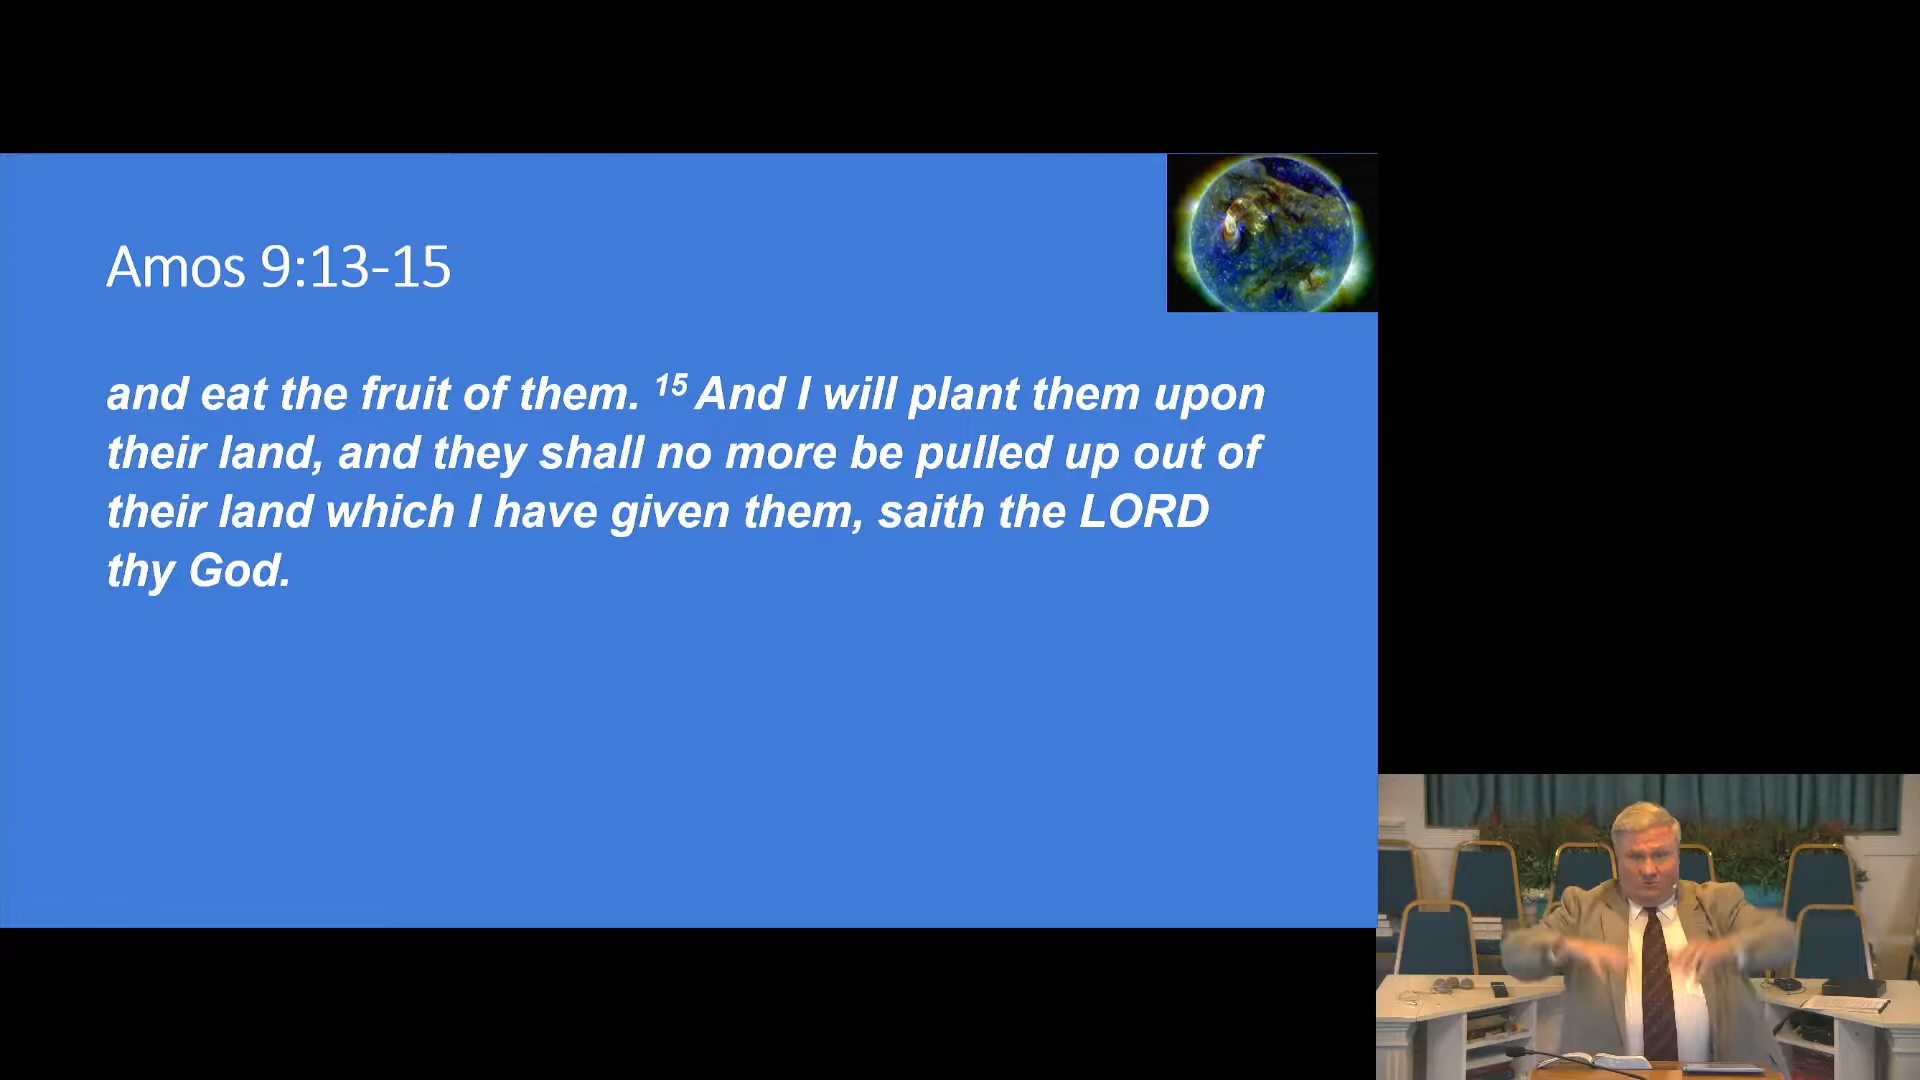 Amos 9:13-15
and eat the fruit of them. 15 And I will plant them upon
their land, and they shall no more be pulled up out of
their land which I have given them, saith the LORD
thy God.